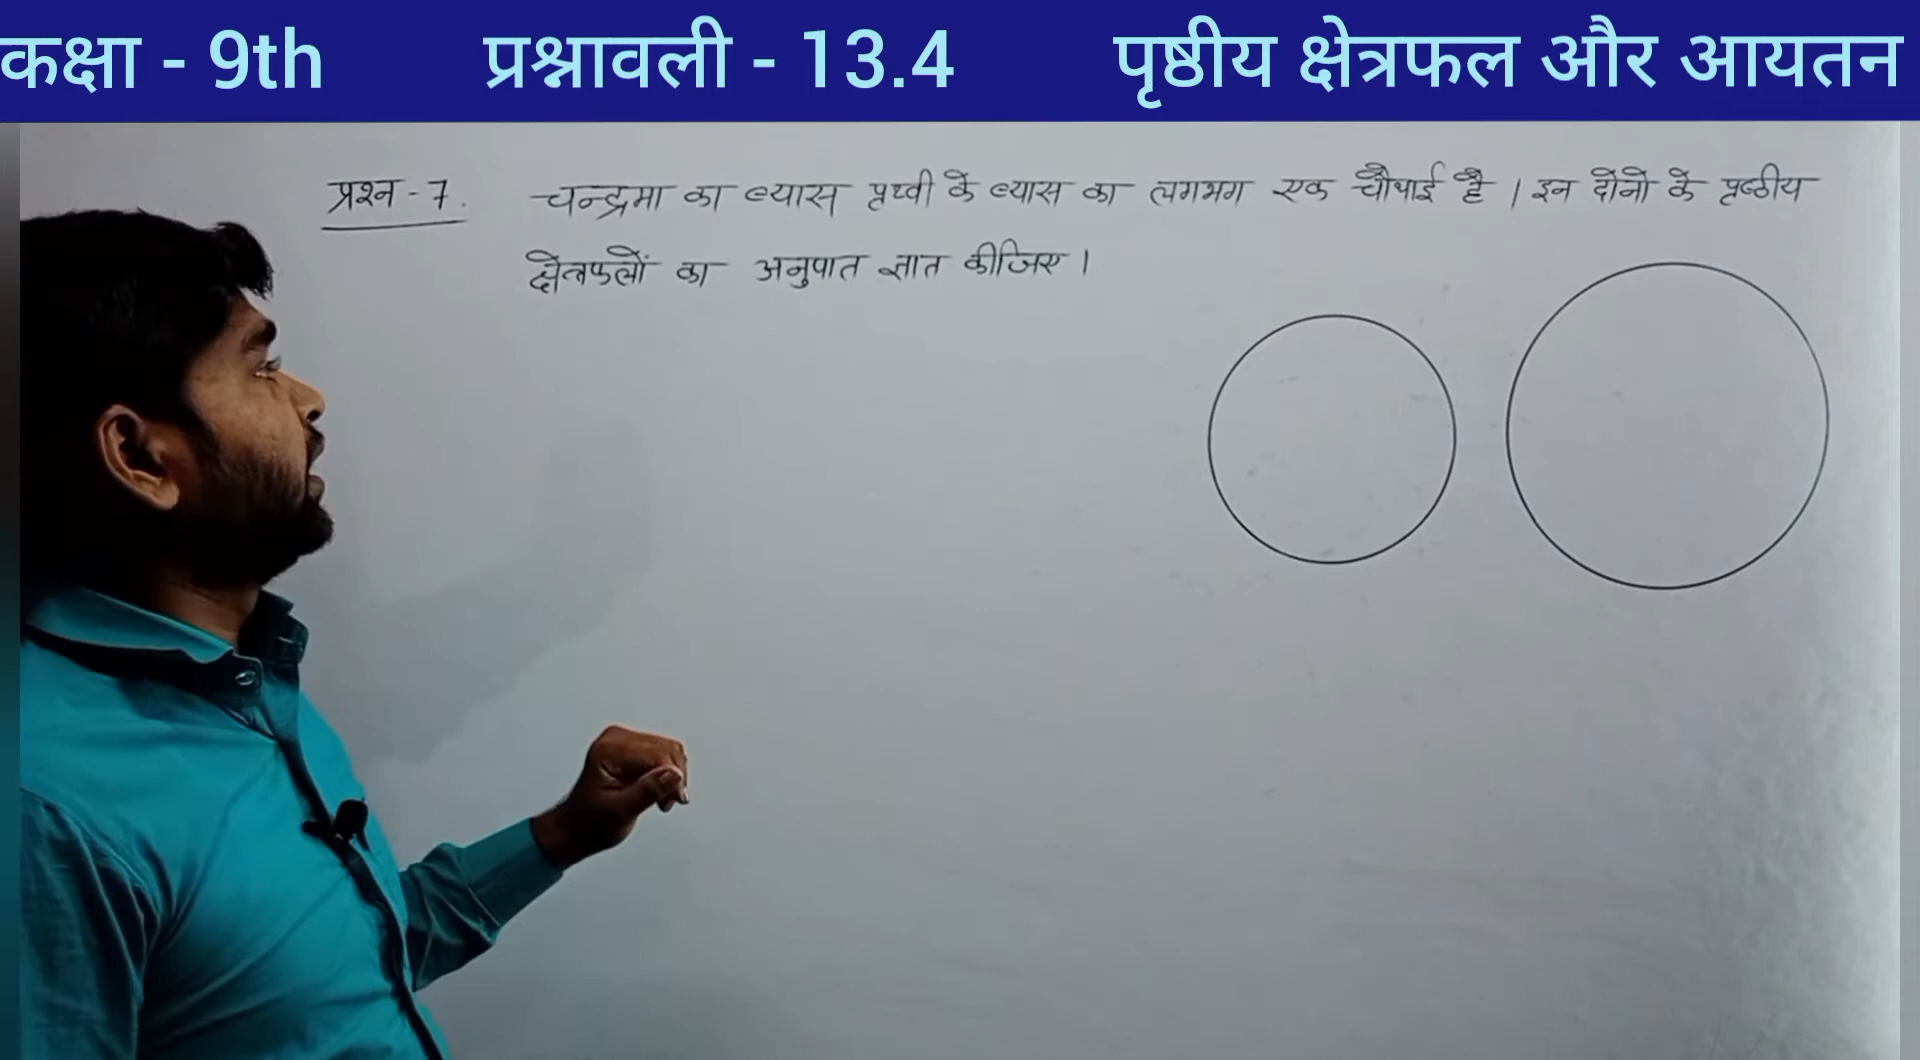 कक्षा - 9th प्रश्नावली - 13.4 पृष्ठीय क्षेत्रफल और आयतन
प्रश्न - 7. चन्द्रमा का व्यास पृथ्वी के व्यास का लगभग एक चौथाई है । इन दोनो के पृष्ठीय
क्षेत्रफलों का अनुपात ज्ञात कीजिए ।